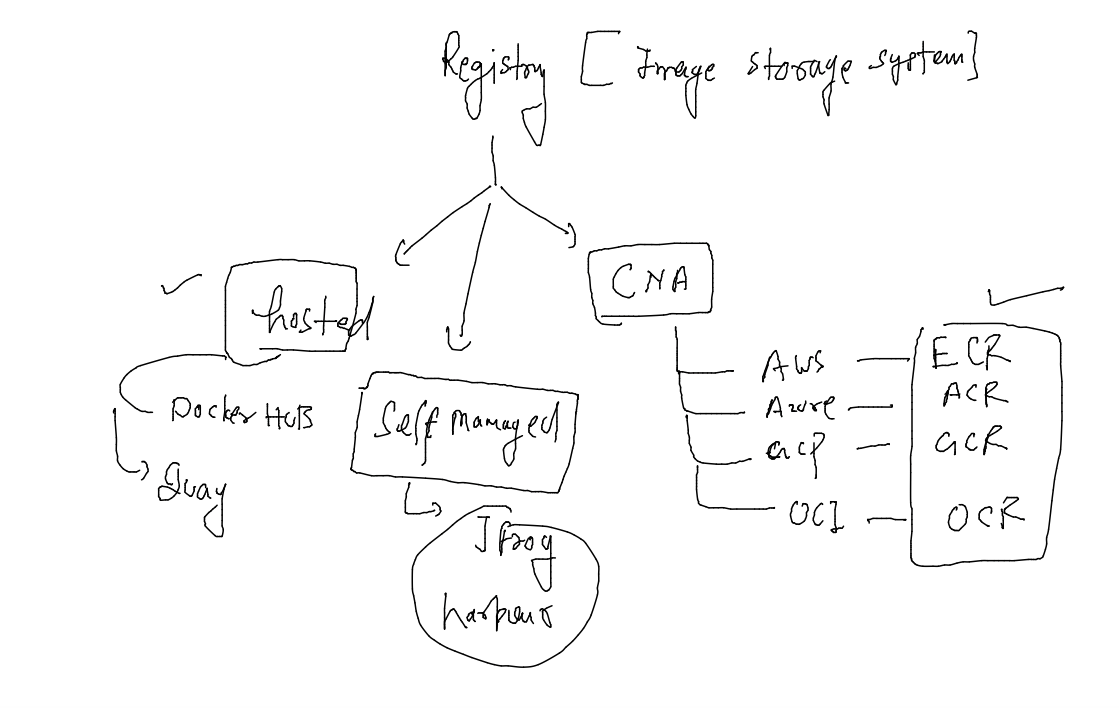 Registry [ Image storage system ]
hosted
Docker HUB
Quay
Self Managed
Jfrog
CNA
AWS ECR
Azure ACR
GCP GCR
OCI OCR